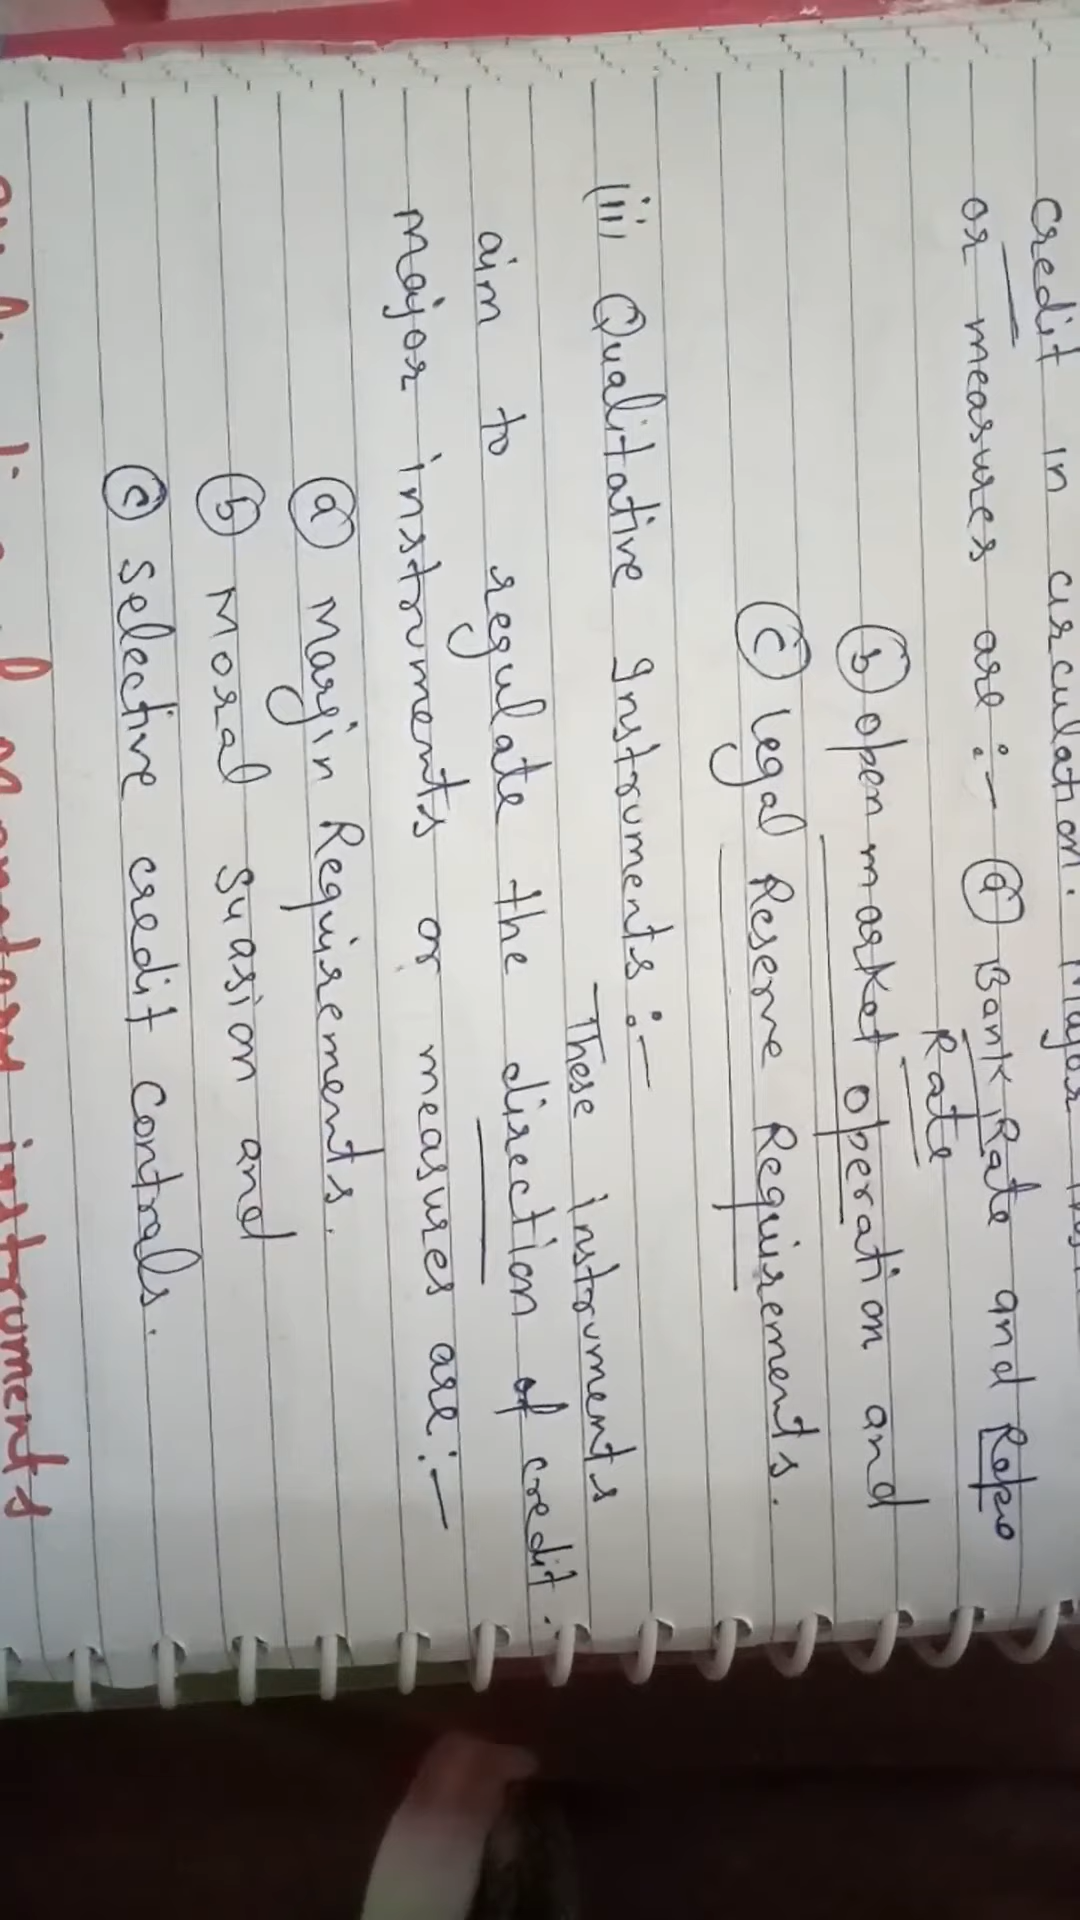 credit in circulation. Major
or measures are :- (a) Bank Rate and Repo
Rate
(b) open market operation and
(c) legal Reserve Requirements.
(ii) Qualitative Instruments :-
These instruments
aim to regulate the direction of credit.
Major instruments or measures are :-
(a) Margin Requirements.
(b) Moral Suasion and
(c) Selective credit Controls.
instruments